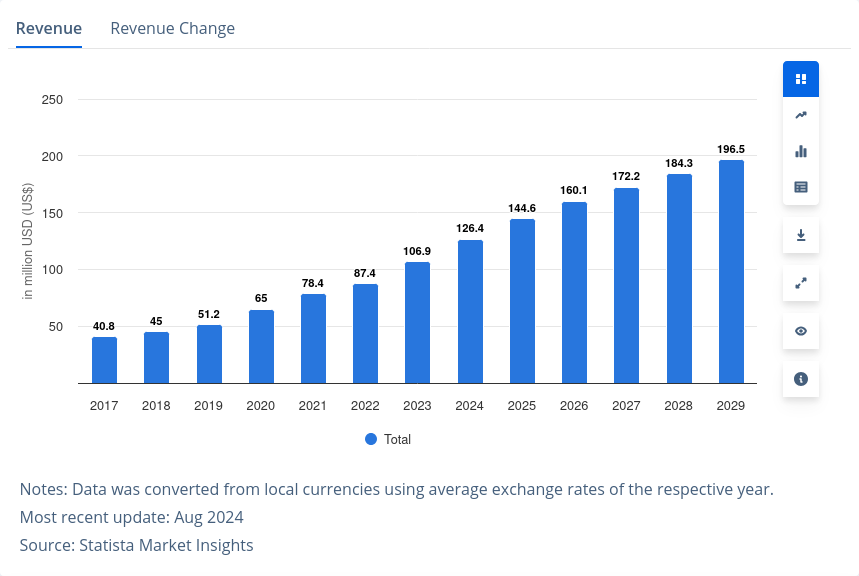 Revenue Revenue Change
250
200
150
100
50
in million USD (US$)
40.8 45 51.2 65 78.4 87.4 106.9 126.4 144.6 160.1 172.2 184.3 196.5
2017 2018 2019 2020 2021 2022 2023 2024 2025 2026 2027 2028 2029
Total
Notes: Data was converted from local currencies using average exchange rates of the respective year.
Most recent update: Aug 2024
Source: Statista Market Insights